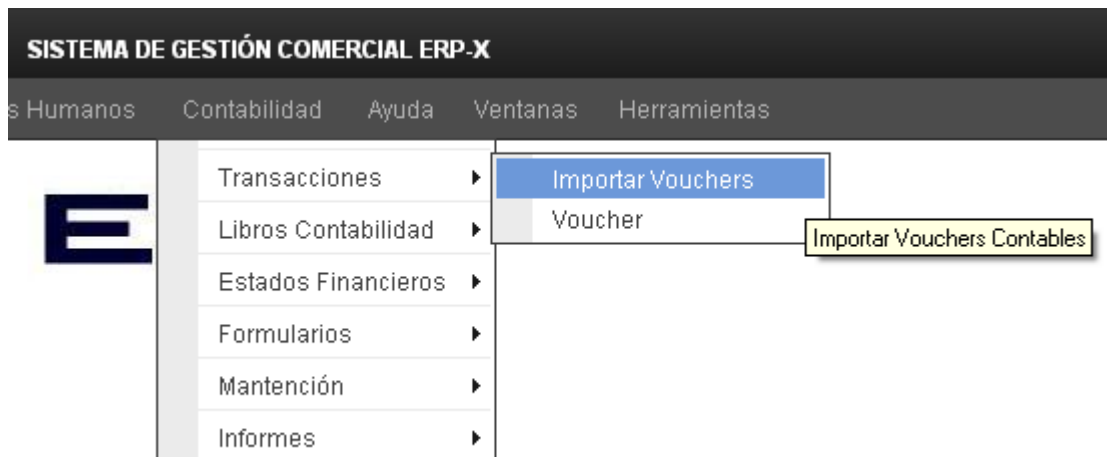 SISTEMA DE GESTIÓN COMERCIAL ERP-X
s Humanos Contabilidad Ayuda Ventanas Herramientas
Transacciones
Importar Vouchers
Libros Contabilidad
Voucher
Importar Vouchers Contables
Estados Financieros
Formularios
Mantención
Informes
E